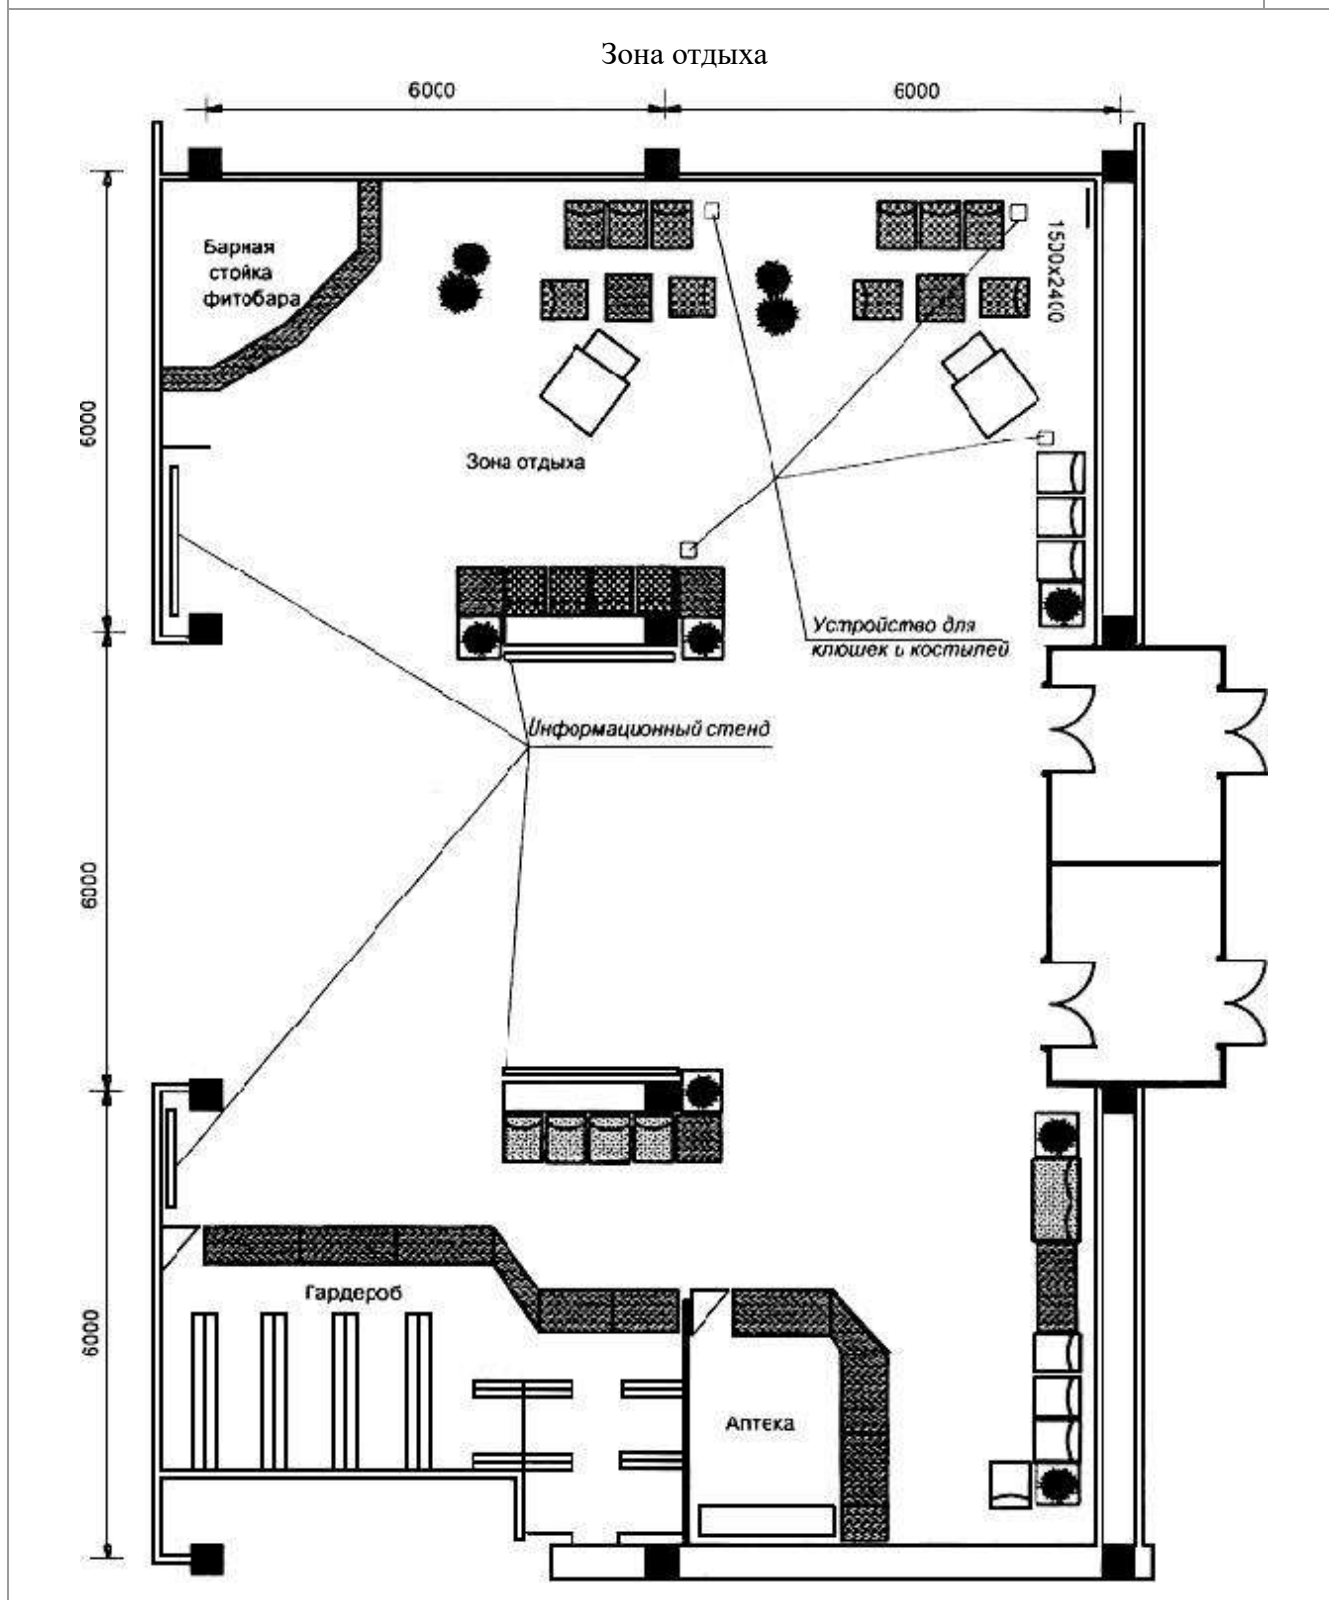 Зона отдыха
6000
6000
Барная
стойка
фитобара
1500х2400
6000
Зона отдыха
Устройство для
клюшек и костылей
Информационный стенд
6000
Гардероб
6000
Аптека